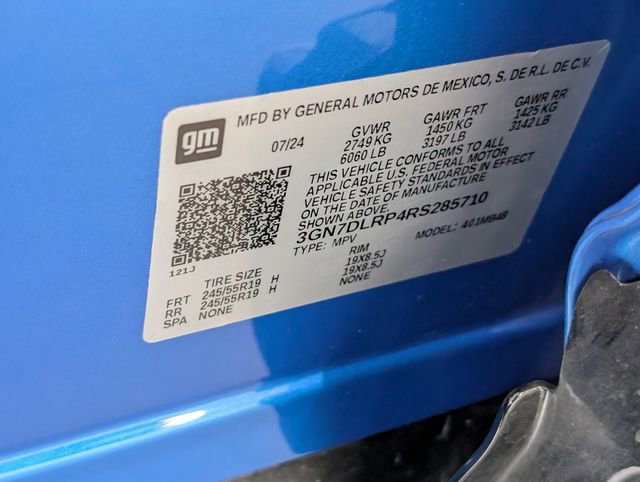 gm
MFD BY GENERAL MOTORS DE MEXICO, S. DE R.L. DE C.V.
07/24
GVWR
2749 KG
6060 LB
GAWR FRT
1450 KG
3197 LB
GAWR RR
1425 KG
3142 LB
THIS VEHICLE CONFORMS TO ALL
APPLICABLE U.S. FEDERAL MOTOR
VEHICLE SAFETY STANDARDS IN EFFECT
ON THE DATE OF MANUFACTURE
SHOWN ABOVE.
3GN7DLRP4RS285710
TYPE: MPV
MODEL: 401MB48
121J
TIRE SIZE
RIM
FRT 245/55R19 H 19X8.5J
RR 245/55R19 H 19X8.5J
SPA NONE NONE